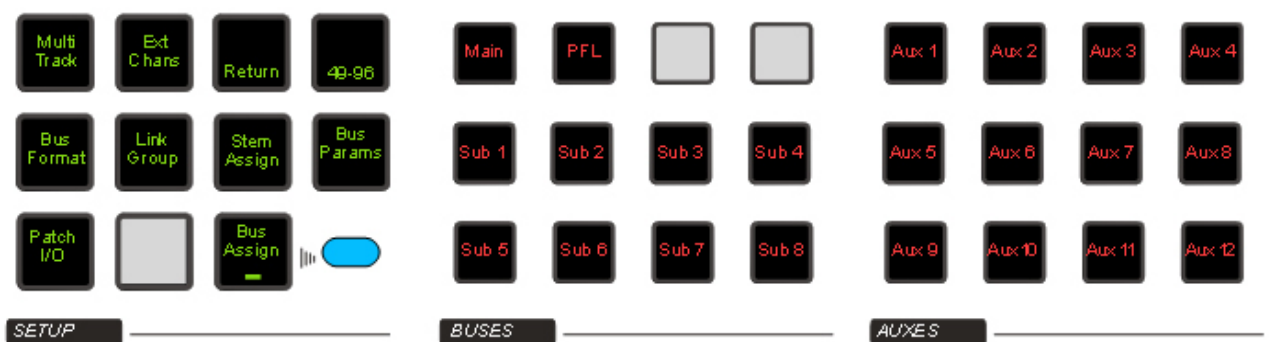 Multi
Track
Ext
Chans
Return
49-96
Main
PFL
Aux 1
Aux 2
Aux 3
Aux 4
Bus
Format
Link
Group
Stem
Assign
Bus
Params
Sub 1
Sub 2
Sub 3
Sub 4
Aux 5
Aux 6
Aux 7
Aux8
Patch
I/O
Bus
Assign
Sub 5
Sub 6
Sub 7
Sub 8
Aux 9
Aux 10
Aux 11
Aux 12
SETUP
BUSES
AUXES